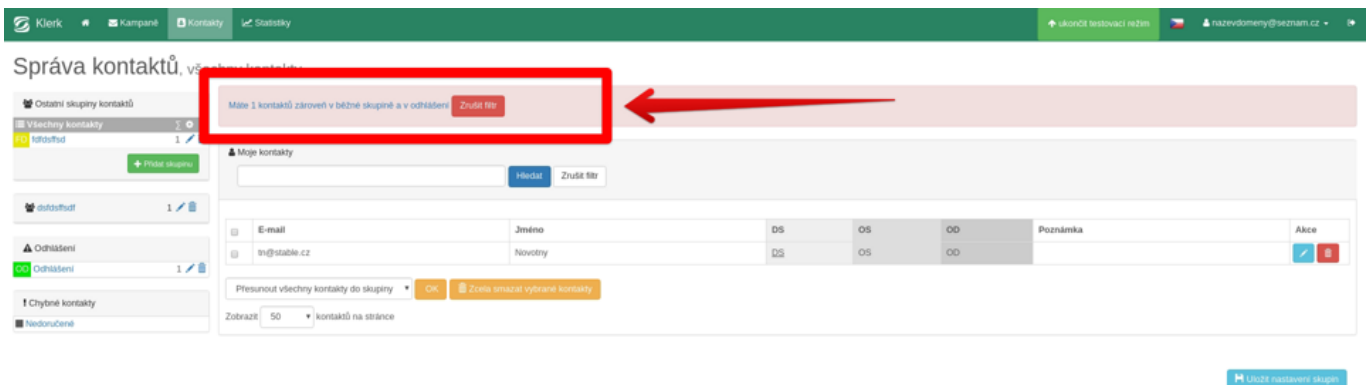 Klerk Kampaně Kontakty Statistiky ukončit testovací režim nazevdomeny@seznam.cz
Správa kontaktů, všechny kontakty
Ostatní skupiny kontaktů
Všechny kontakty Σ
FD fdfdsffsd 1
Přidat skupinu
dsfdsffsdf 1
Odhlášení
OD Odhlášení 1
Chybné kontakty
Nedoručené
Máte 1 kontaktů zároveň v běžné skupině a v odhlášení Zrušit filtr
Moje kontakty
Hledat Zrušit filtr
E-mail Jméno DS OS OD Poznámka Akce
tn@stable.cz Novotny DS OS OD
Přesunout všechny kontakty do skupiny OK Zcela smazat vybrané kontakty
Zobrazit 50 kontaktů na stránce
Uložit nastavení skupin